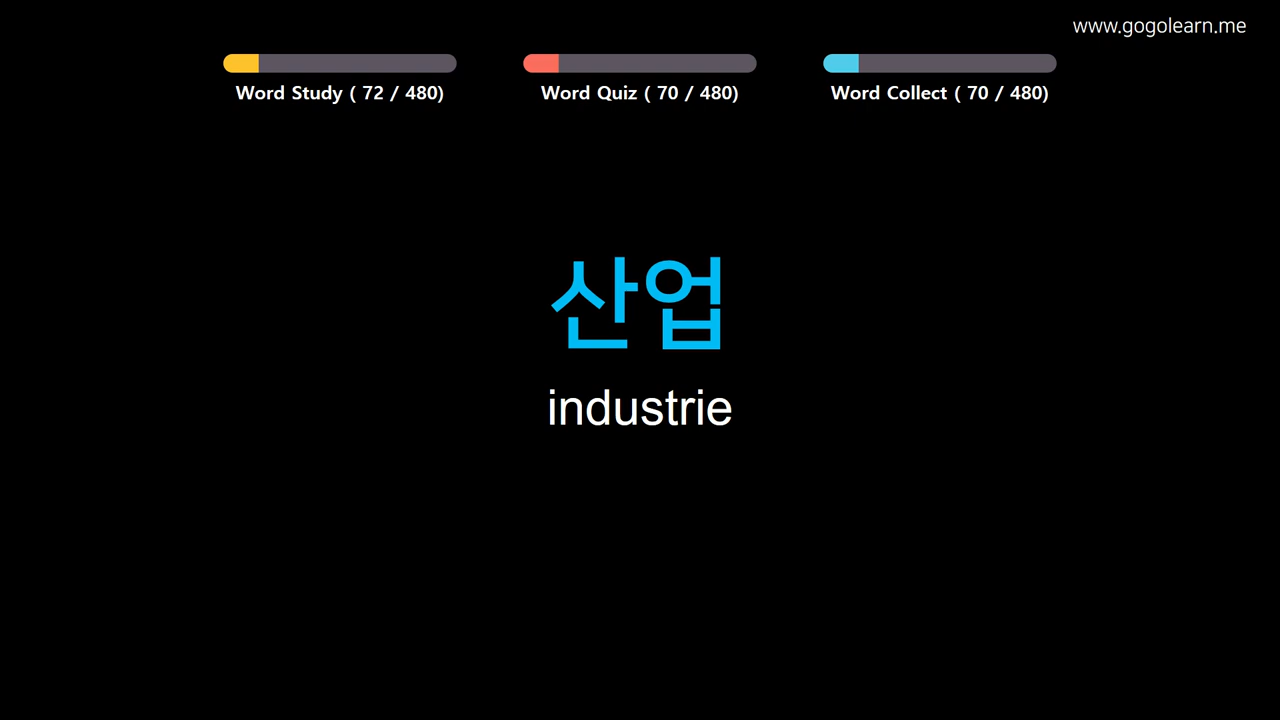 www.gogolearn.me
Word Study ( 72 / 480)
Word Quiz ( 70 / 480)
Word Collect ( 70 / 480)
산업
industrie